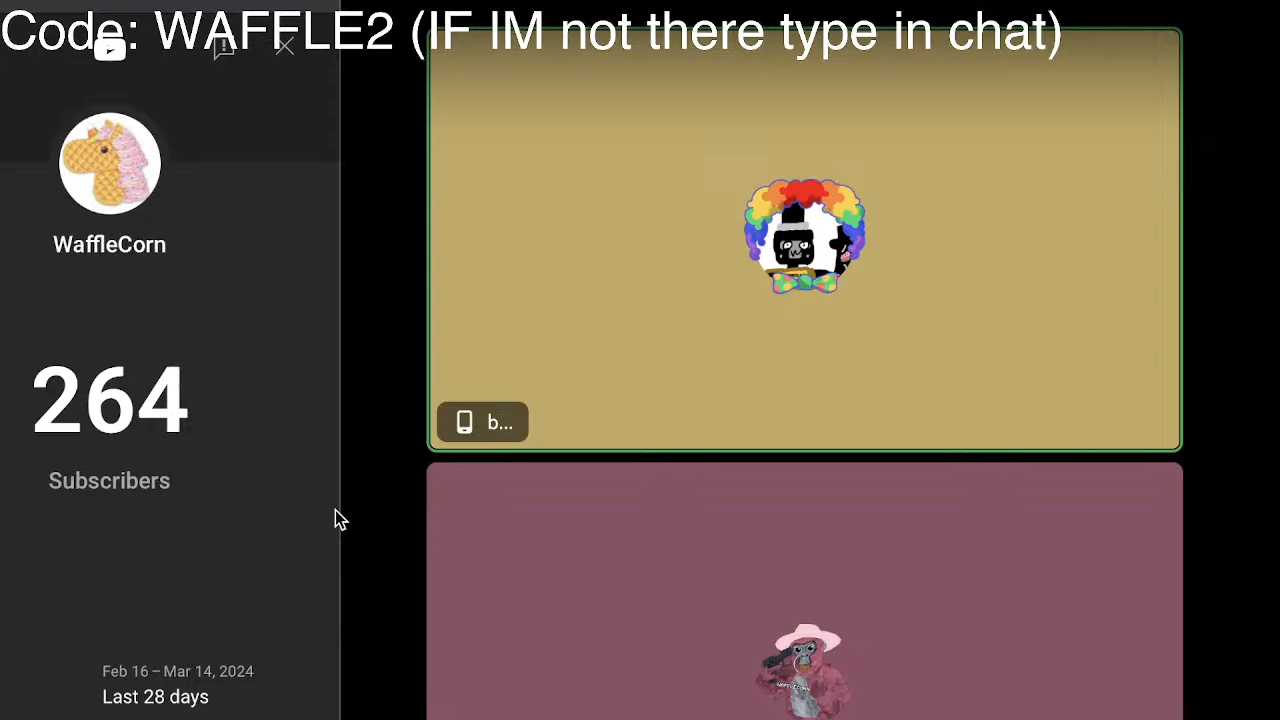 Code: WAFFLE2 (IF IM not there type in chat)
WaffleCorn
264
Subscribers
b...
Feb 16 – Mar 14, 2024
Last 28 days